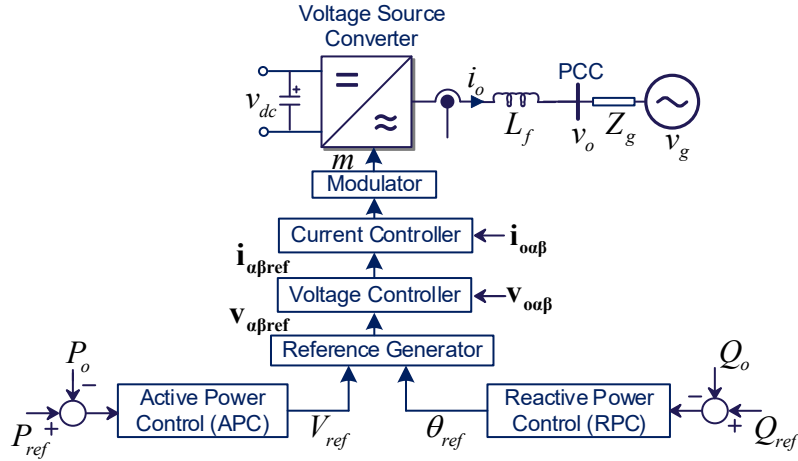 Voltage Source
Converter
v_dc
+
=
≈
i_o
L_f
PCC
v_o
Z_g
v_g
m
Modulator
Current Controller
i_oαβ
i_αβref
Voltage Controller
v_oαβ
v_αβref
Reference Generator
P_o
−
+
P_ref
Active Power
Control (APC)
V_ref
θ_ref
Reactive Power
Control (RPC)
Q_o
−
+
Q_ref